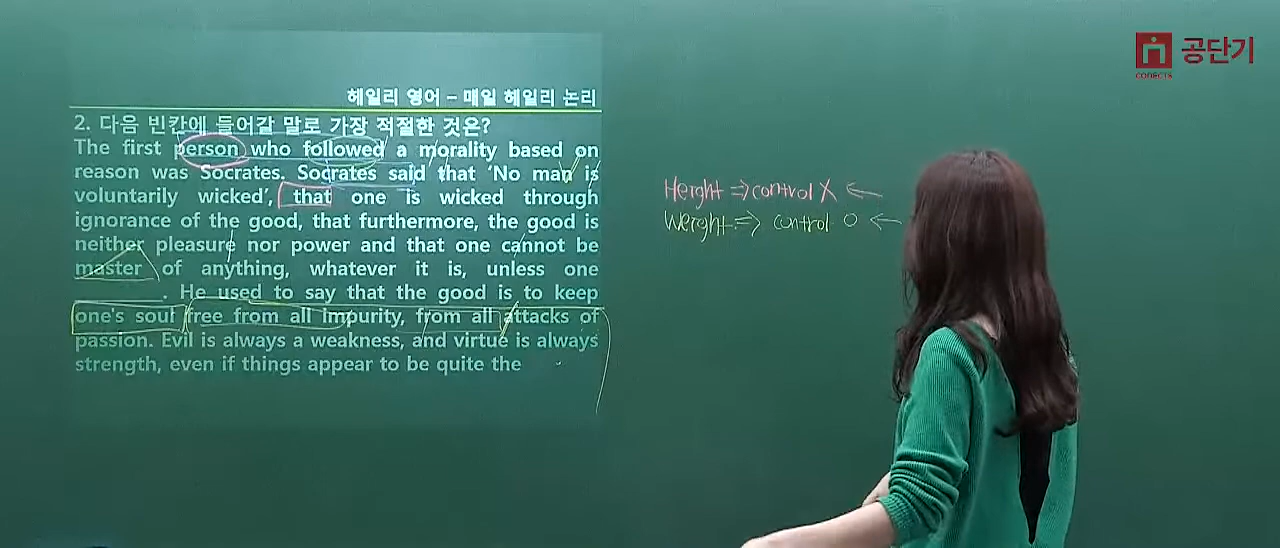 공단기
CONECTS
헤일리 영어 – 매일 헤일리 논리
2. 다음 빈칸에 들어갈 말로 가장 적절한 것은?
The first person who followed a morality based on
reason was Socrates. Socrates said that ‘No man is
voluntarily wicked’, that one is wicked through
ignorance of the good, that furthermore, the good is
neither pleasure nor power and that one cannot be
master of anything, whatever it is, unless one
. He used to say that the good is to keep
one's soul free from all impurity, from all attacks of
passion. Evil is always a weakness, and virtue is always
strength, even if things appear to be quite the
Height ⇒ control X ←
Weight ⇒ control O ←